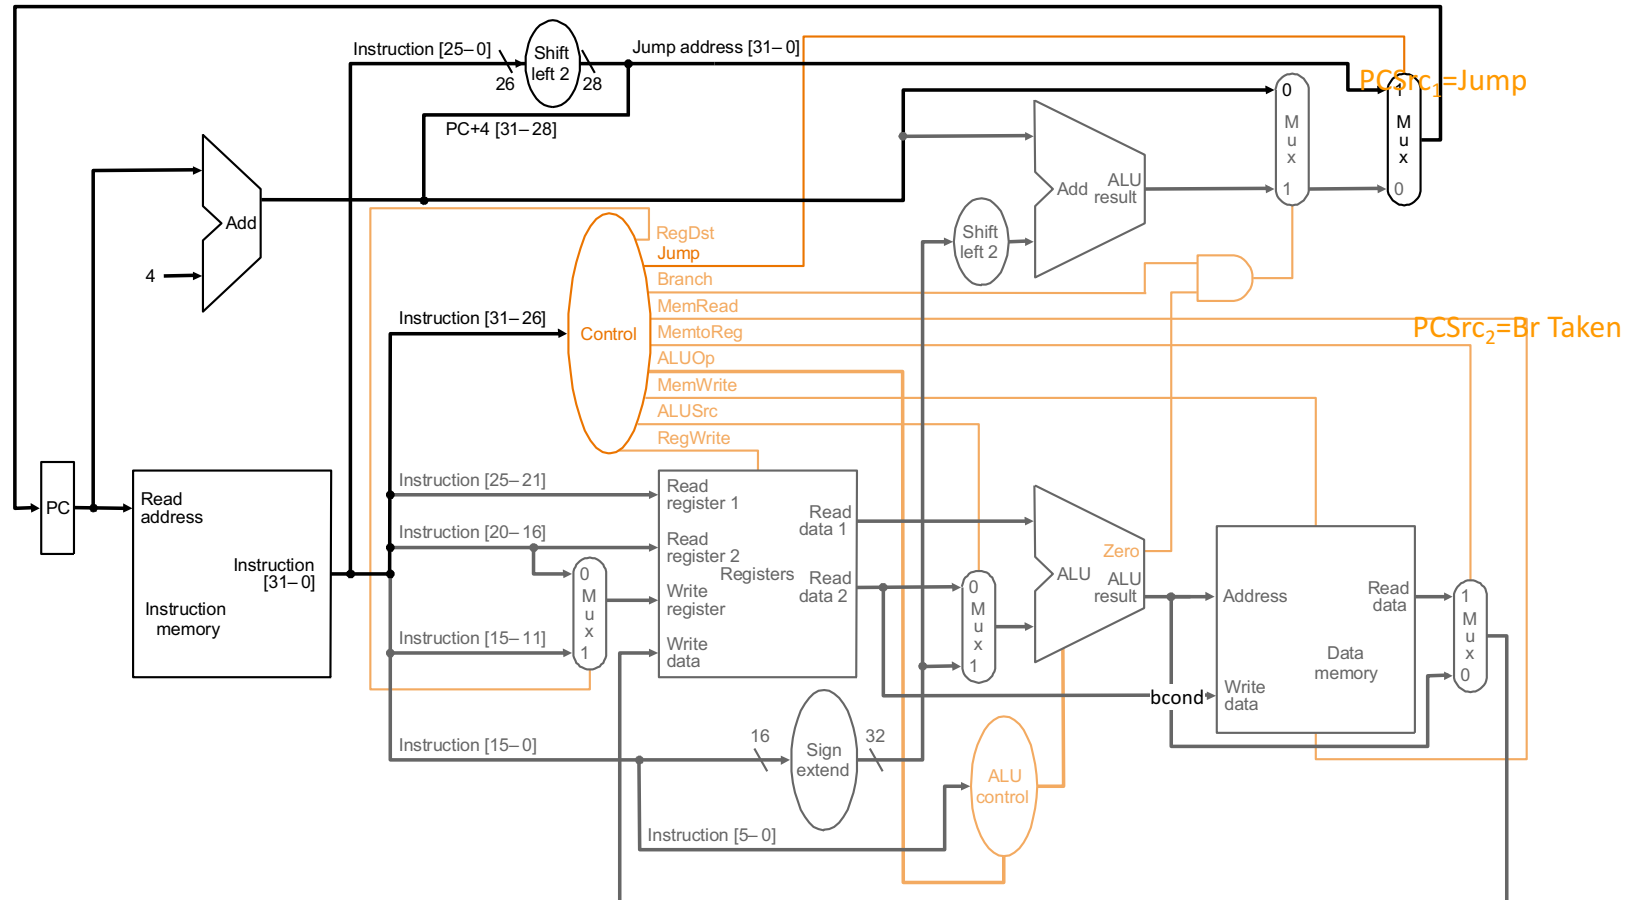 Instruction [25–0]
26
Shift
left 2
28
Jump address [31–0]
PC+4 [31–28]
PCSrc1=Jump
0
M
u
x
1
1
M
u
x
0
Add
4
Add
ALU
result
Shift
left 2
RegDst
Jump
Branch
MemRead
MemtoReg
ALUOp
MemWrite
ALUSrc
RegWrite
Control
Instruction [31–26]
PCSrc2=Br Taken
PC
Read
address
Instruction
[31–0]
Instruction
memory
Instruction [25–21]
Instruction [20–16]
Instruction [15–11]
Instruction [15–0]
Instruction [5–0]
0
M
u
x
1
Read
register 1
Read
register 2
Write
register
Write
data
Registers
Read
data 1
Read
data 2
0
M
u
x
1
Zero
ALU
ALU
result
Address
Read
data
Data
memory
bcond
Write
data
1
M
u
x
0
16
Sign
extend
32
ALU
control